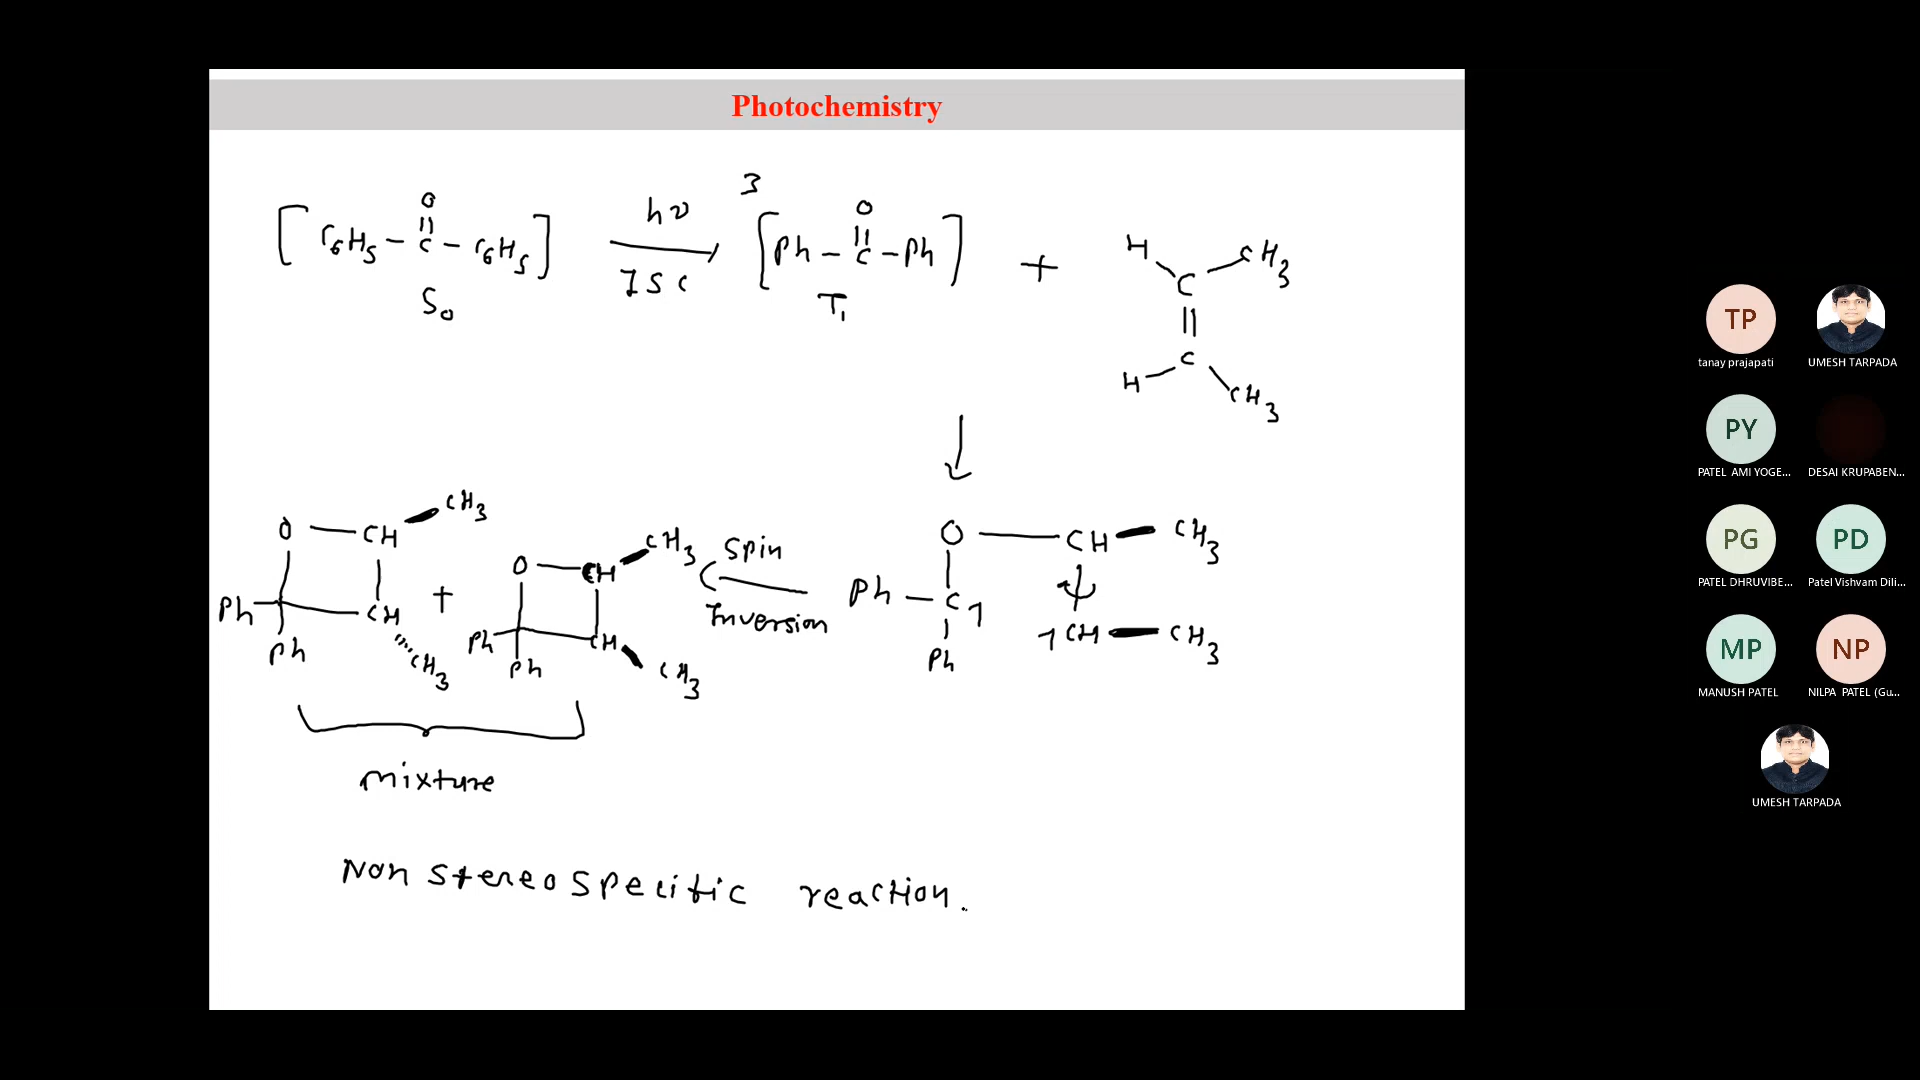 Photochemistry
[C6H5 – C – C6H5]
O
S0
hν
ISC
3
[Ph – C – Ph]
O
T1
+
H
C
CH3
H
C
CH3
O CH CH3
Ph CH CH3
Ph
+
O CH CH3
Ph CH CH3
Ph
Spin
Inversion
O CH CH3
Ph – C 1
Ph
1 CH CH3
mixture
Non stereospecific reaction.
TP
tanay prajapati
UMESH TARPADA
PY
PATEL AMI YOGE...
DESAI KRUPABEN...
PG
PATEL DHRUVIBE...
PD
Patel Vishvam Dili...
MP
MANUSH PATEL
NP
NILPA PATEL (Gu...
UMESH TARPADA